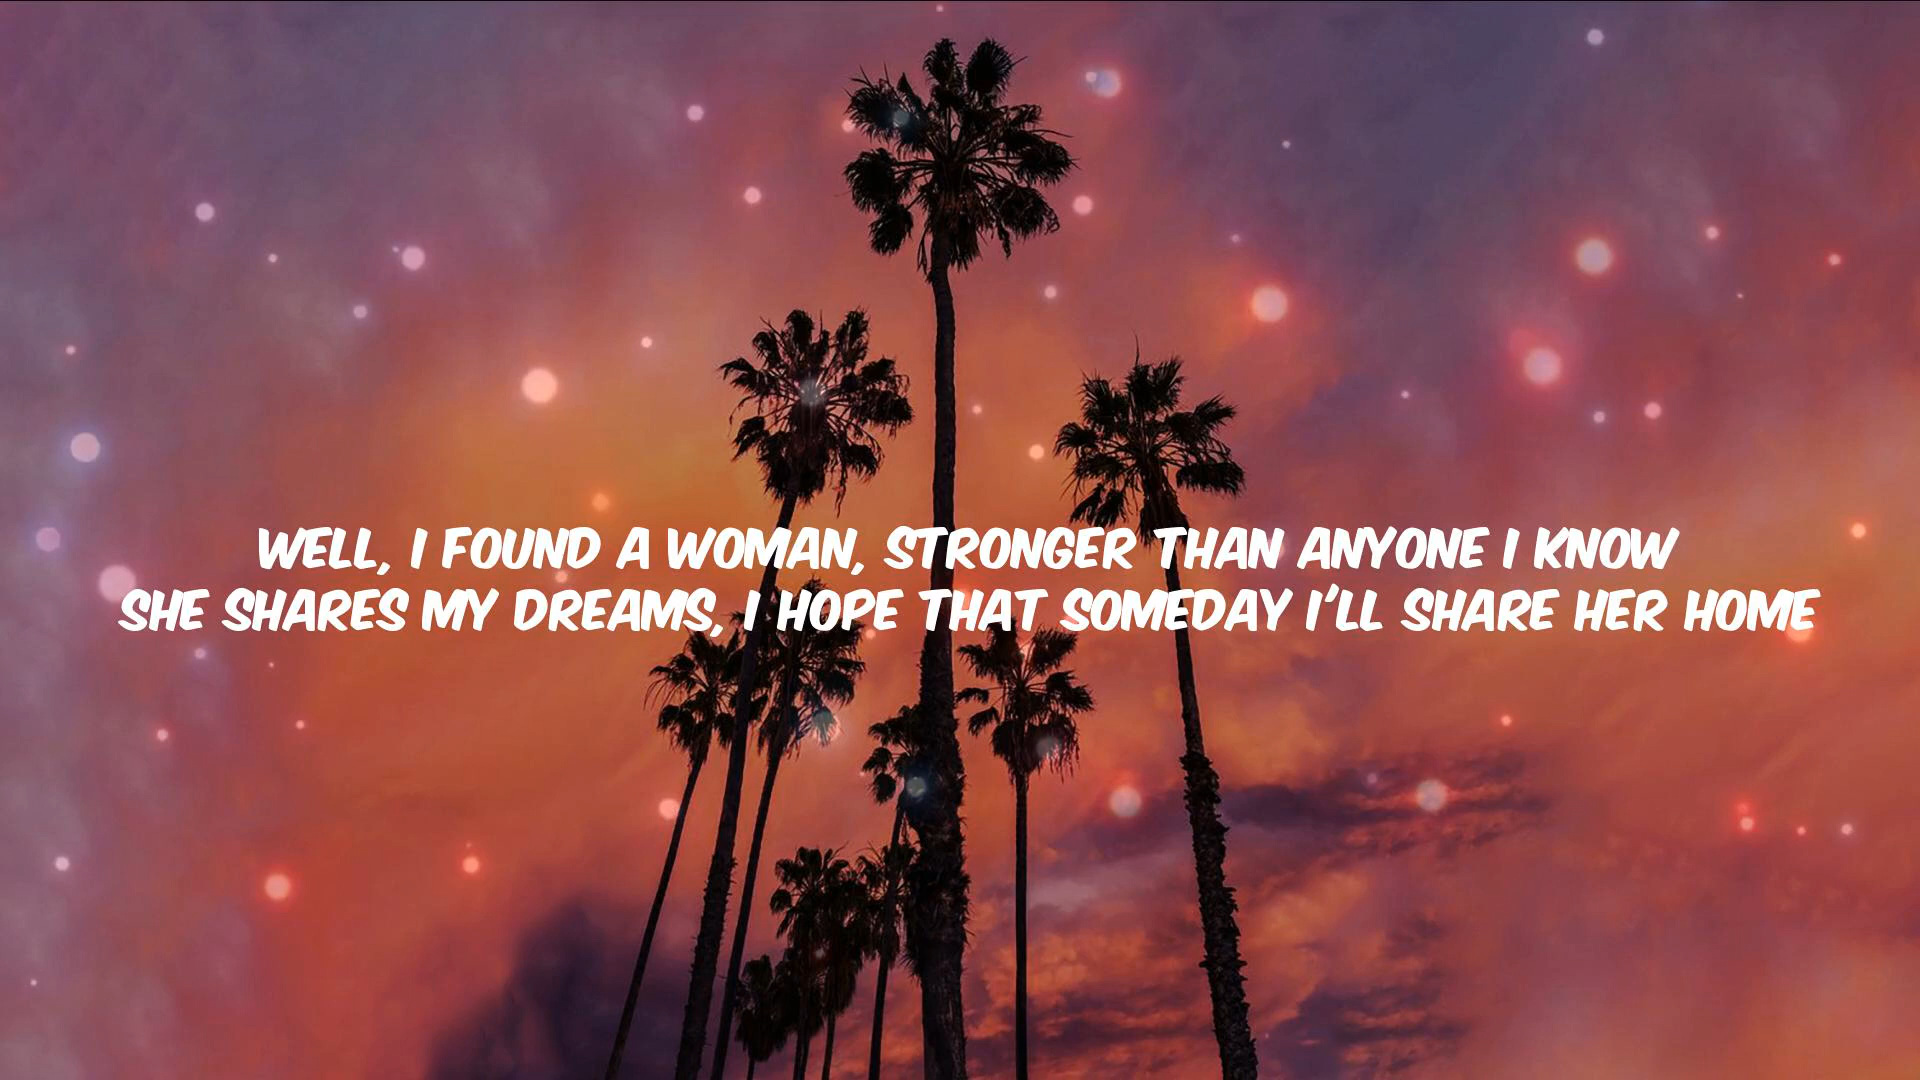 WELL, I FOUND A WOMAN, STRONGER THAN ANYONE I KNOW
SHE SHARES MY DREAMS, I HOPE THAT SOMEDAY I'LL SHARE HER HOME